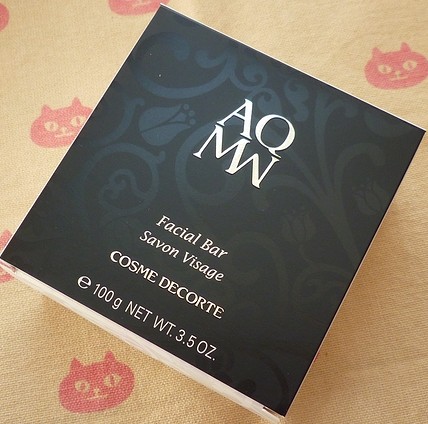 AQ
MW
Facial Bar
Savon Visage
COSME DECORTE
℮ 100g NET WT. 3.5 OZ.